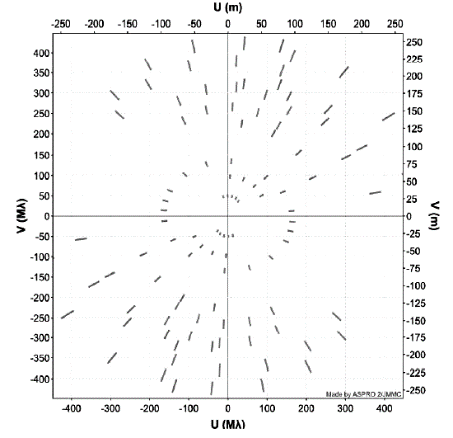 U (m)
-250 -200 -150 -100 -50 0 50 100 150 200 250
400 350 300 250 200 150 100 50 0 -50 -100 -150 -200 -250 -300 -350 -400
V (Mλ)
250 225 200 175 150 125 100 75 50 25 0 -25 -50 -75 -100 -125 -150 -175 -200 -225 -250
V (m)
Made by ASPRO 2/JMMC
-400 -300 -200 -100 0 100 200 300 400
U (Mλ)